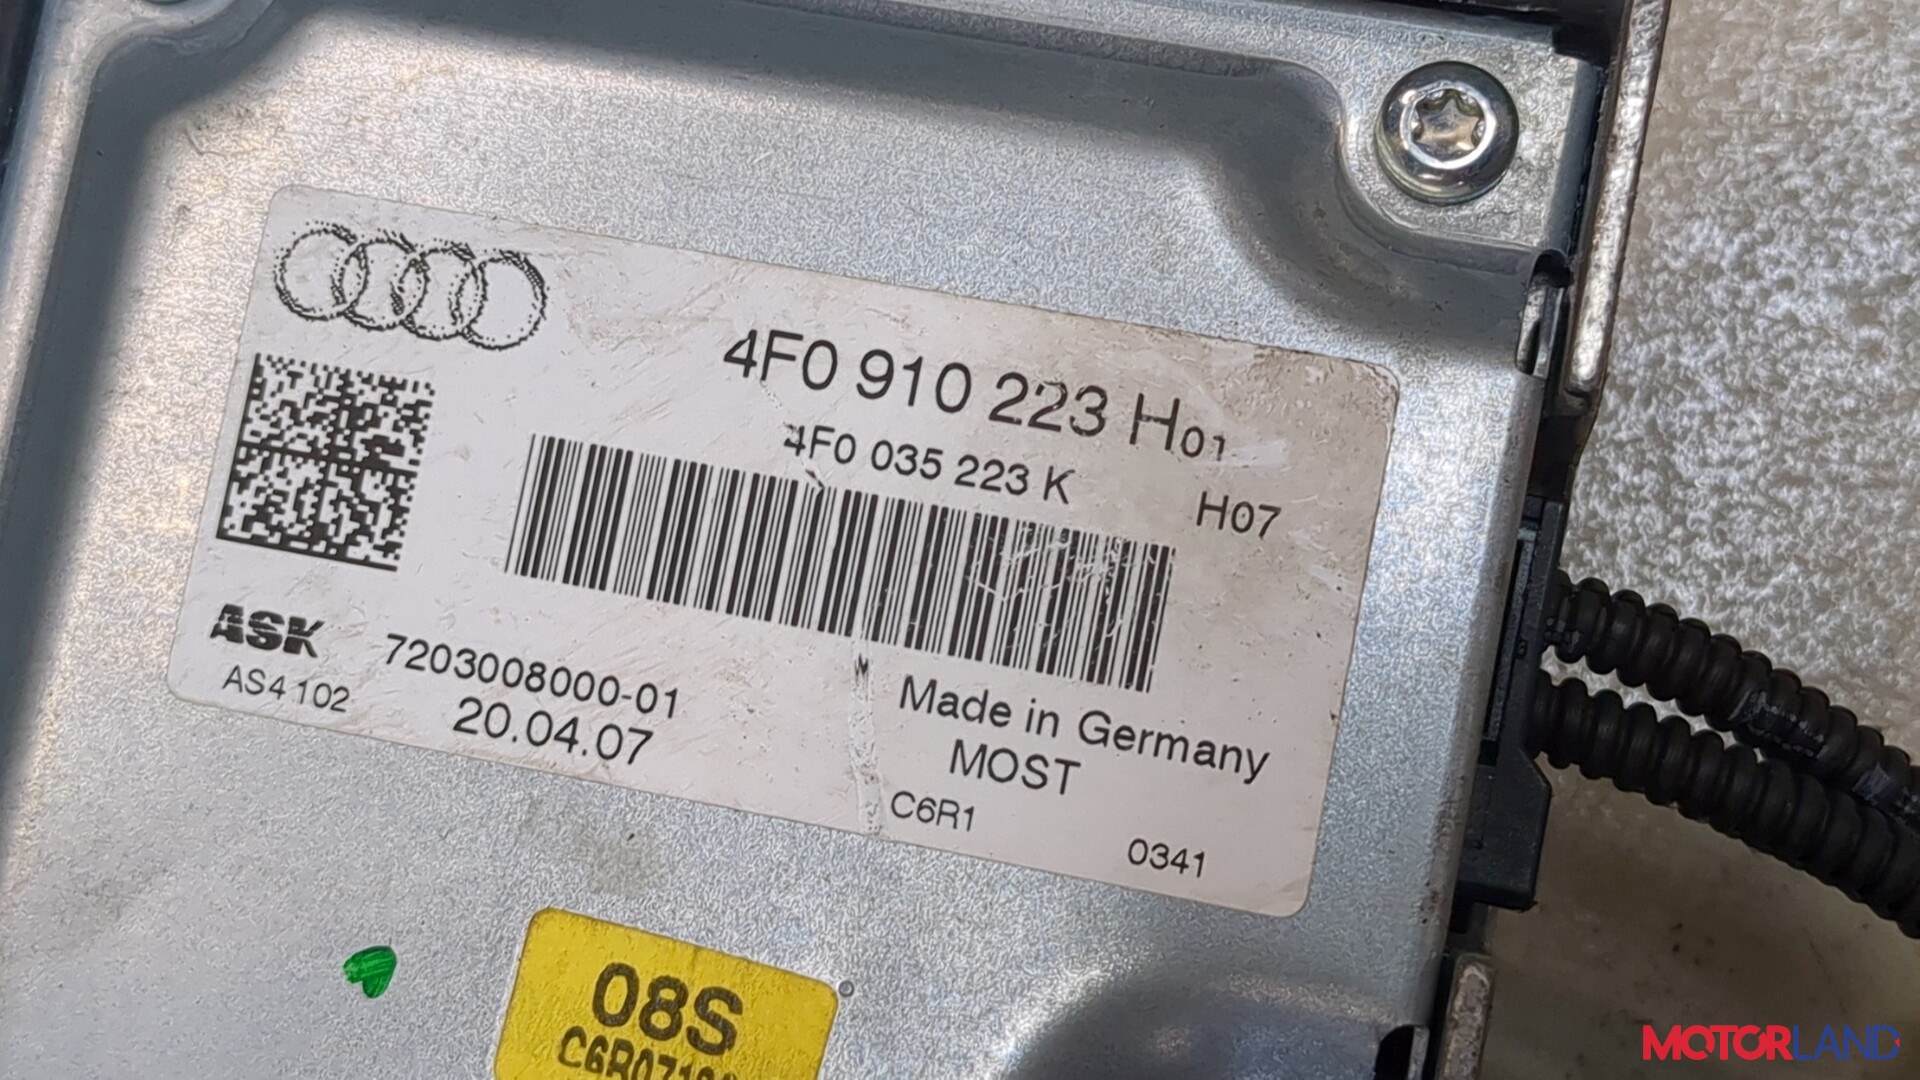 4F0 910 223 H01
4F0 035 223 K
H07
ASK 7203008000-01
AS4 102
20.04.07
Made in Germany
MOST
C6R1
0341
08S
MOTORLAND